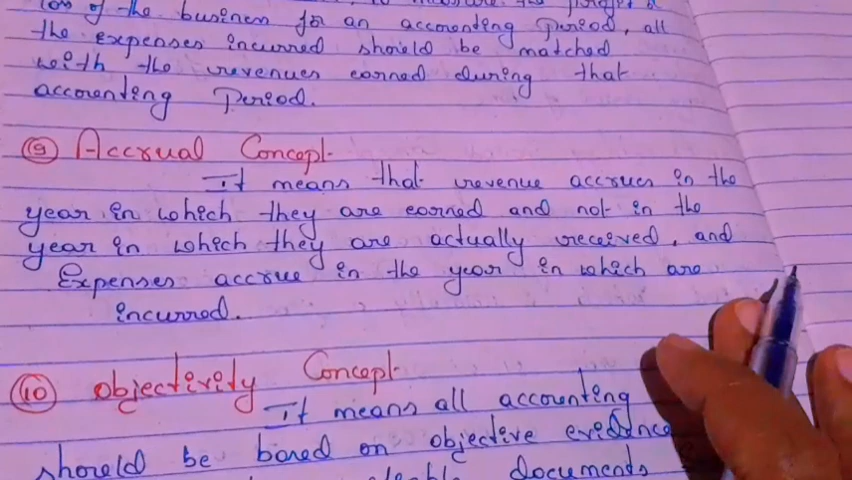 loss of the business for an accounting Period, all
the expenses incurred should be matched
with the revenues earned during that
accounting Period.
(9) Accrual Concept
It means that revenue accrues in the
year in which they are earned and not in the
year in which they are actually received, and
Expenses accrue in the year in which are
incurred.
(10) Objectivity Concept
It means all accounting
should be based on objective evidence
documents